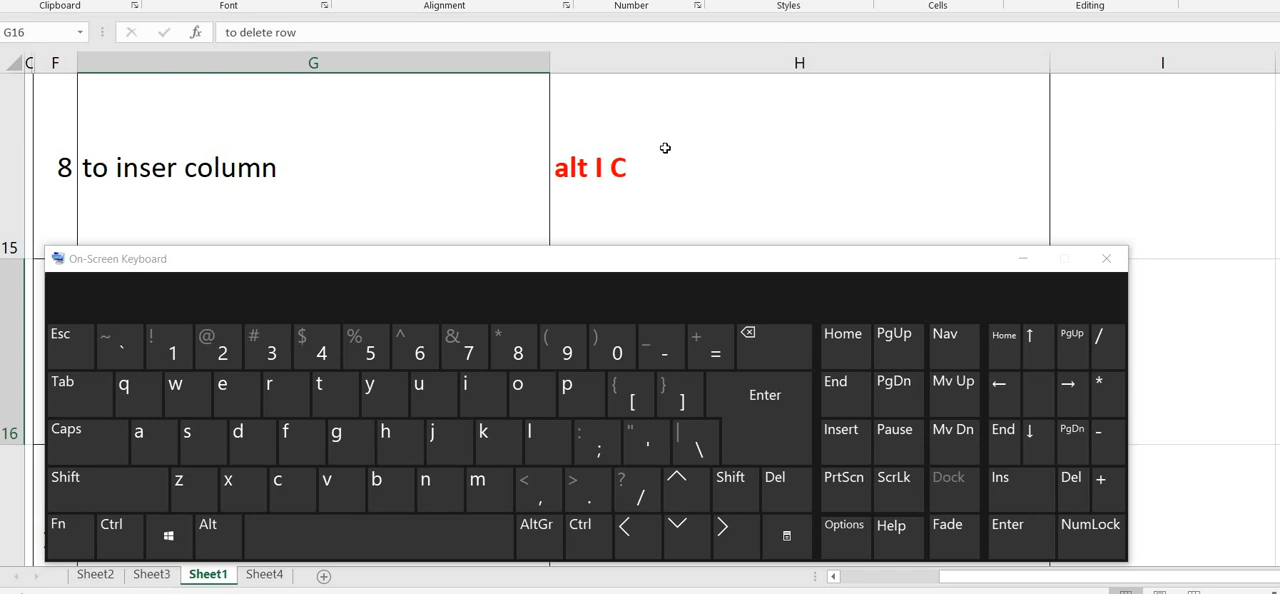 Clipboard Font Alignment Number Styles Cells Editing
G16 fx to delete row
C F G H I
8 to inser column alt I C
15
On-Screen Keyboard
Esc ~ ` ! 1 @ 2 # 3 $ 4 % 5 ^ 6 & 7 * 8 ( 9 ) 0 _ - + = Home PgUp Nav Home ↑ PgUp /
Tab q w e r t y u i o p { [ } ] Enter End PgDn Mv Up ← → *
16 Caps a s d f g h j k l : ; " ' | \ Insert Pause Mv Dn End ↓ PgDn -
Shift z x c v b n m < , > . ? / Shift Del PrtScn ScrLk Dock Ins Del +
Fn Ctrl Alt AltGr Ctrl Options Help Fade Enter NumLock
Sheet2 Sheet3 Sheet1 Sheet4